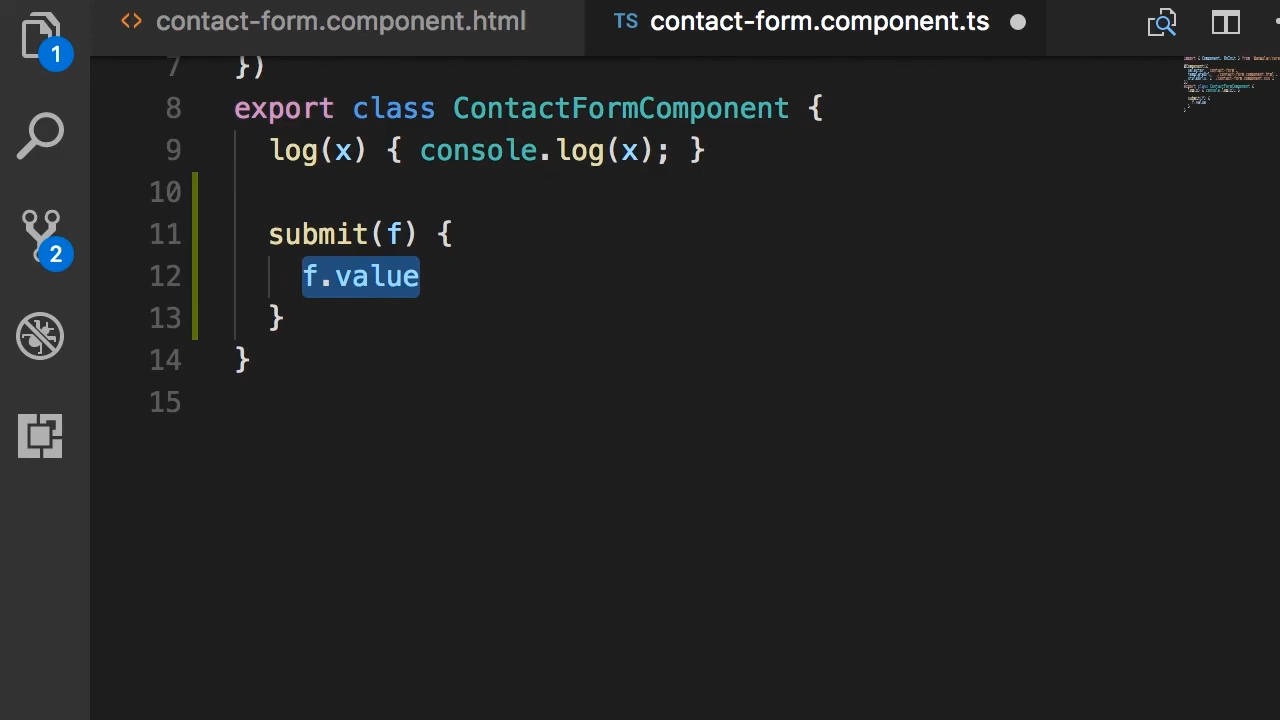 <> contact-form.component.html
TS contact-form.component.ts
1
2
7 })
8 export class ContactFormComponent {
9 log(x) { console.log(x); }
10
11 submit(f) {
12 f.value
13 }
14 }
15